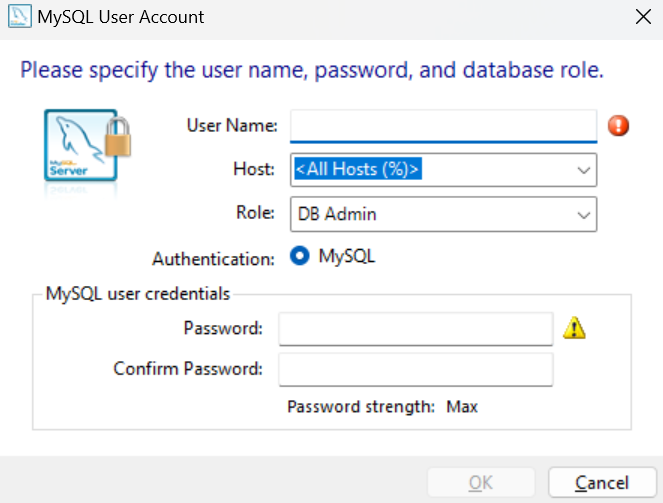 MySQL User Account
Please specify the user name, password, and database role.
User Name:
MySQL
Server
Host: <All Hosts (%)>
Role: DB Admin
Authentication: MySQL
MySQL user credentials
Password:
Confirm Password:
Password strength: Max
OK Cancel